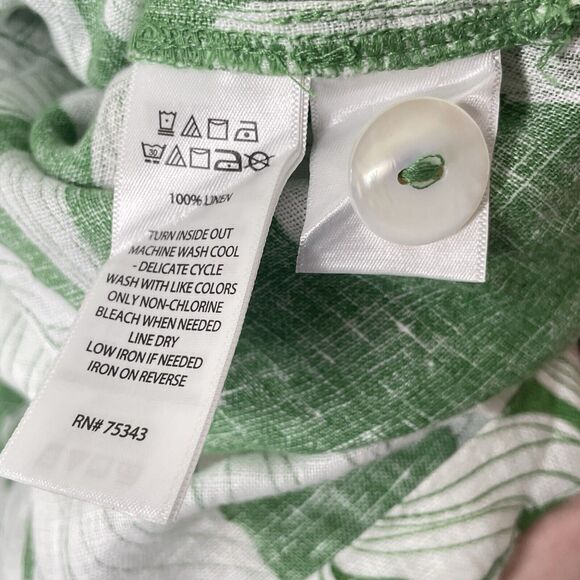 30
100% LINEN
TURN INSIDE OUT
MACHINE WASH COOL
- DELICATE CYCLE
WASH WITH LIKE COLORS
ONLY NON-CHLORINE
BLEACH WHEN NEEDED
LINE DRY
LOW IRON IF NEEDED
IRON ON REVERSE
RN# 75343